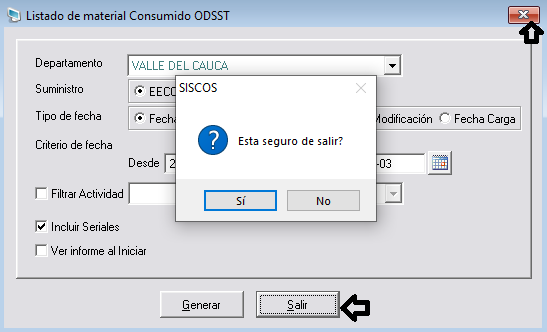 Listado de material Consumido ODSST
Departamento VALLE DEL CAUCA
Suministro EECC
SISCOS
Tipo de fecha Fecha Modificación Fecha Carga
Esta seguro de salir?
Criterio de fecha
Desde 2 -03
Filtrar Actividad
Sí No
Incluir Seriales
Ver informe al Iniciar
Generar Salir